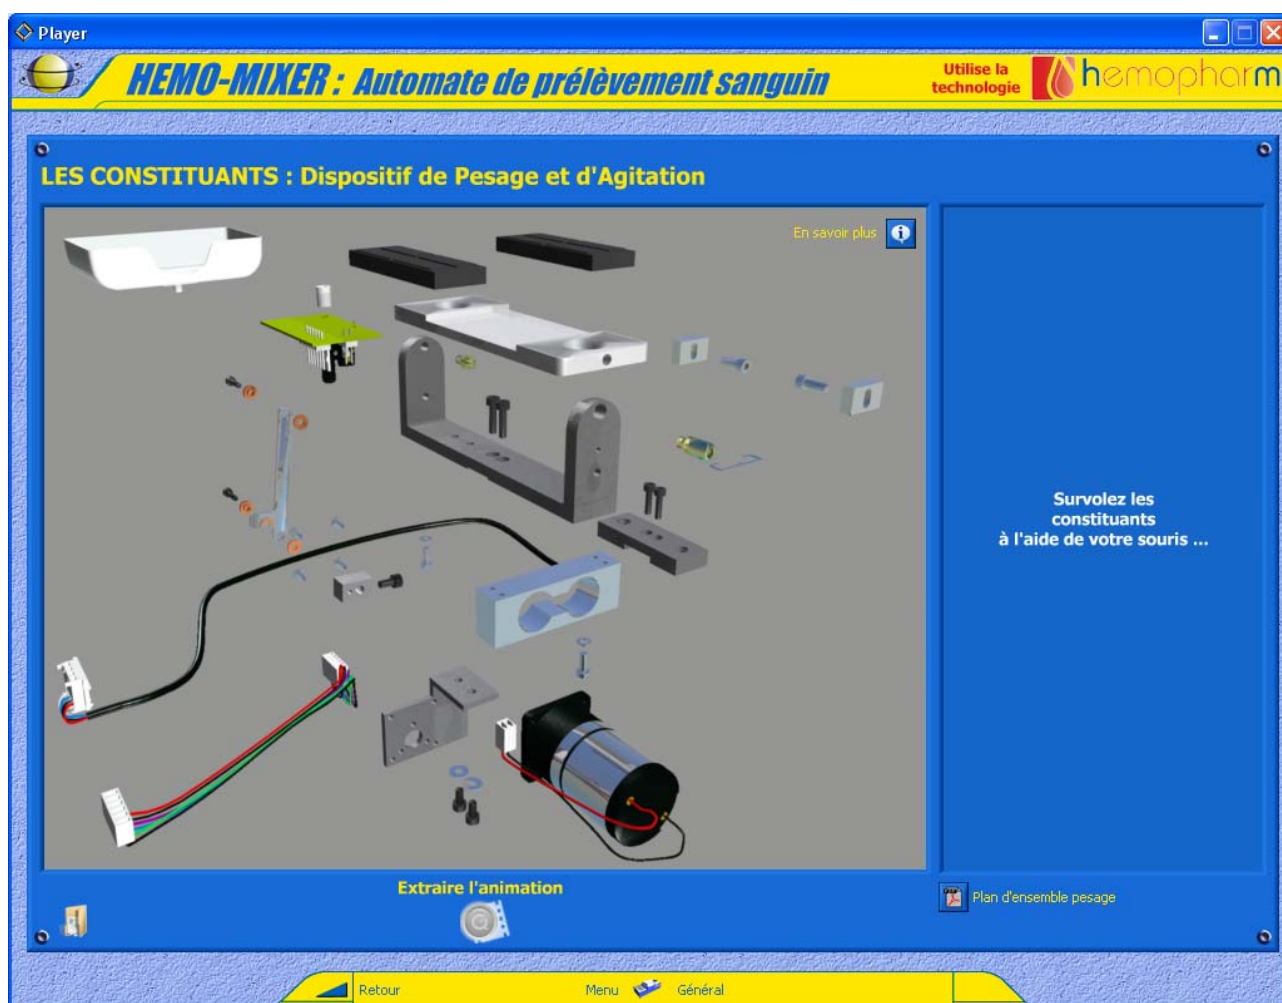 Player
HEMO-MIXER : Automate de prélèvement sanguin
Utilise la
technologie
hemopharm
LES CONSTITUANTS : Dispositif de Pesage et d'Agitation
En savoir plus
Survolez les
constituants
à l'aide de votre souris ...
Extraire l'animation
Plan d'ensemble pesage
Retour
Menu
Général